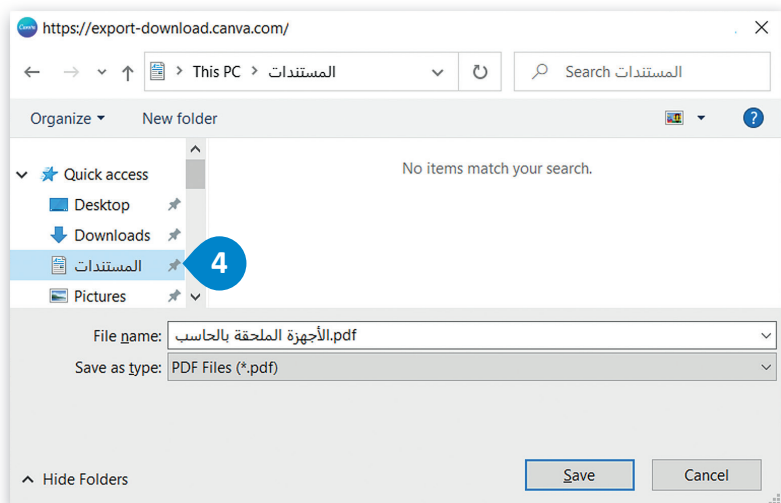 https://export-download.canva.com/
This PC > المستندات
Search المستندات
Organize
New folder
Quick access
No items match your search.
Desktop
Downloads
المستندات
4
Pictures
File name: الأجهزة الملحقة بالحاسب.pdf
Save as type: PDF Files (*.pdf)
Hide Folders
Save
Cancel